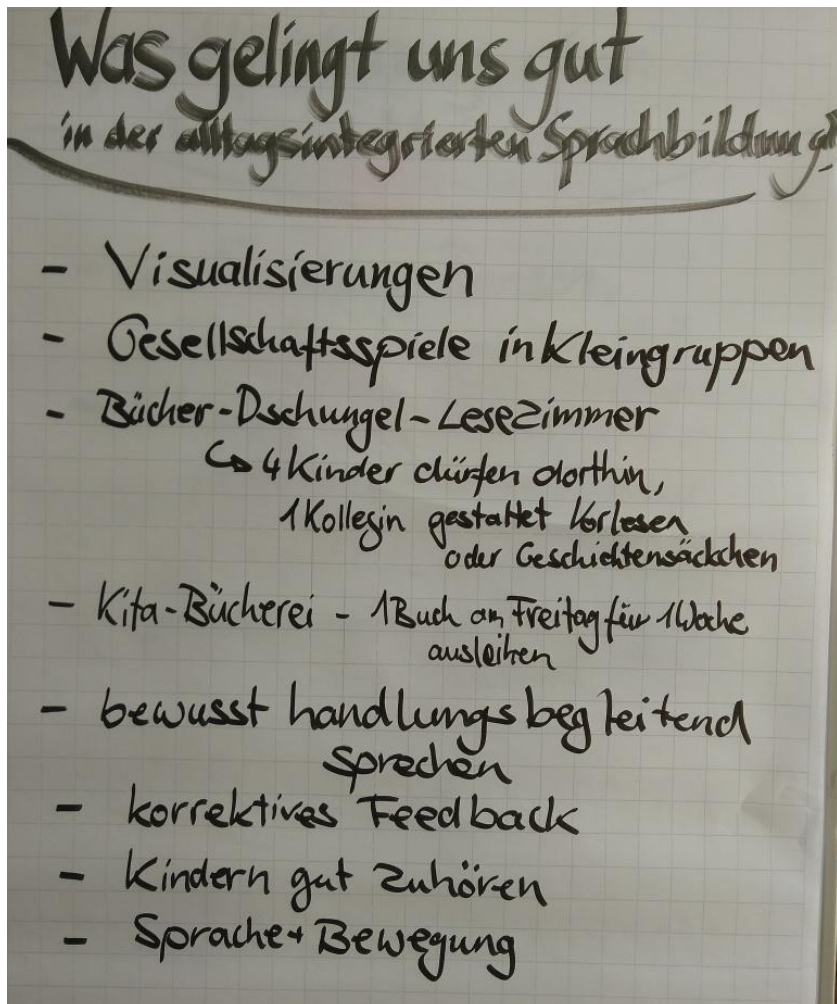 Was gelingt uns gut
in der alltagsintegrierten Sprachbildung?
- Visualisierungen
- Gesellschaftsspiele in Kleingruppen
- Bücher-Dschungel-Lesezimmer
↳ 4 Kinder dürfen dorthin,
1 Kollegin gestaltet Vorlesen
oder Geschichtensäckchen
- Kita-Bücherei - 1 Buch am Freitag für 1 Woche
ausleihen
- bewusst handlungsbegleitend
sprechen
- korrektives Feedback
- Kindern gut zuhören
- Sprache + Bewegung